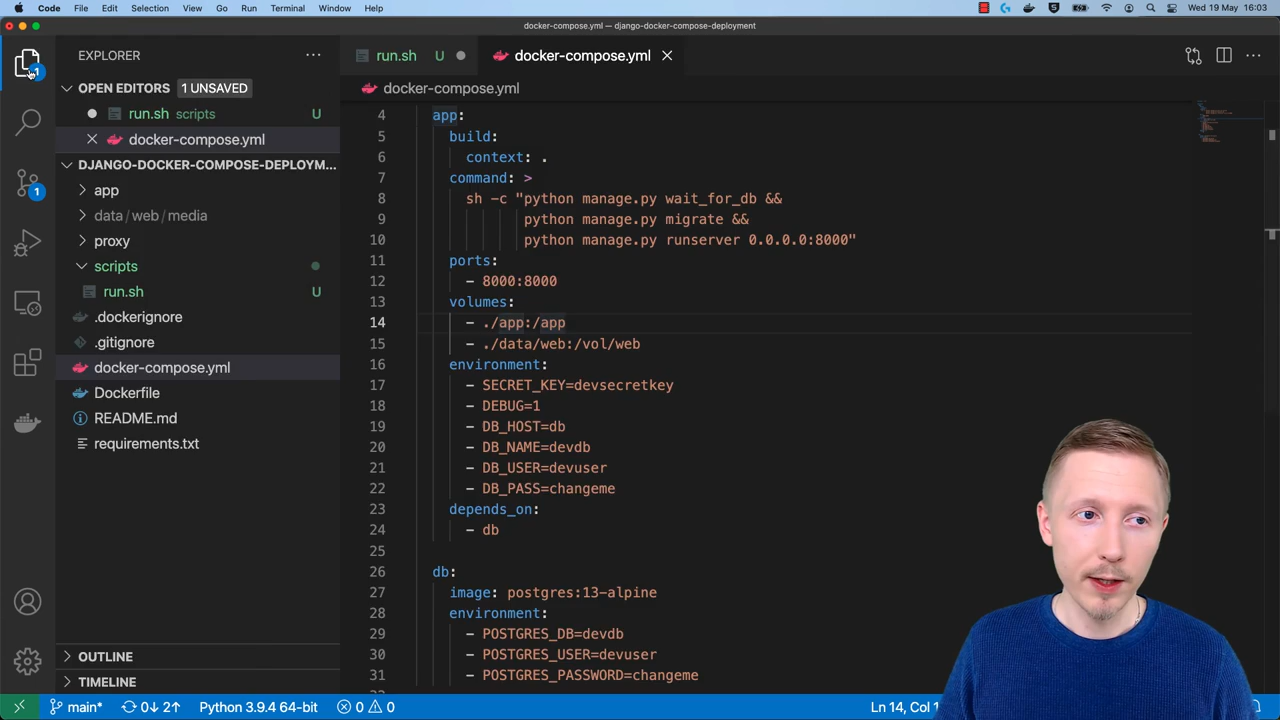 Code File Edit Selection View Go Run Terminal Window Help Wed 19 May 16:03
docker-compose.yml — django-docker-compose-deployment
EXPLORER
OPEN EDITORS 1 UNSAVED
run.sh scripts U
docker-compose.yml
DJANGO-DOCKER-COMPOSE-DEPLOYM...
app
data/web/media
proxy
scripts
run.sh U
.dockerignore
.gitignore
docker-compose.yml
Dockerfile
README.md
requirements.txt
OUTLINE
TIMELINE
1
1
run.sh U docker-compose.yml
docker-compose.yml
4 app:
5 build:
6 context: .
7 command: >
8 sh -c "python manage.py wait_for_db &&
9 python manage.py migrate &&
10 python manage.py runserver 0.0.0.0:8000"
11 ports:
12 - 8000:8000
13 volumes:
14 - ./app:/app
15 - ./data/web:/vol/web
16 environment:
17 - SECRET_KEY=devsecretkey
18 - DEBUG=1
19 - DB_HOST=db
20 - DB_NAME=devdb
21 - DB_USER=devuser
22 - DB_PASS=changeme
23 depends_on:
24 - db
25
26 db:
27 image: postgres:13-alpine
28 environment:
29 - POSTGRES_DB=devdb
30 - POSTGRES_USER=devuser
31 - POSTGRES_PASSWORD=changeme
main* 0↓ 2↑ Python 3.9.4 64-bit 0 0 Ln 14, Col 1